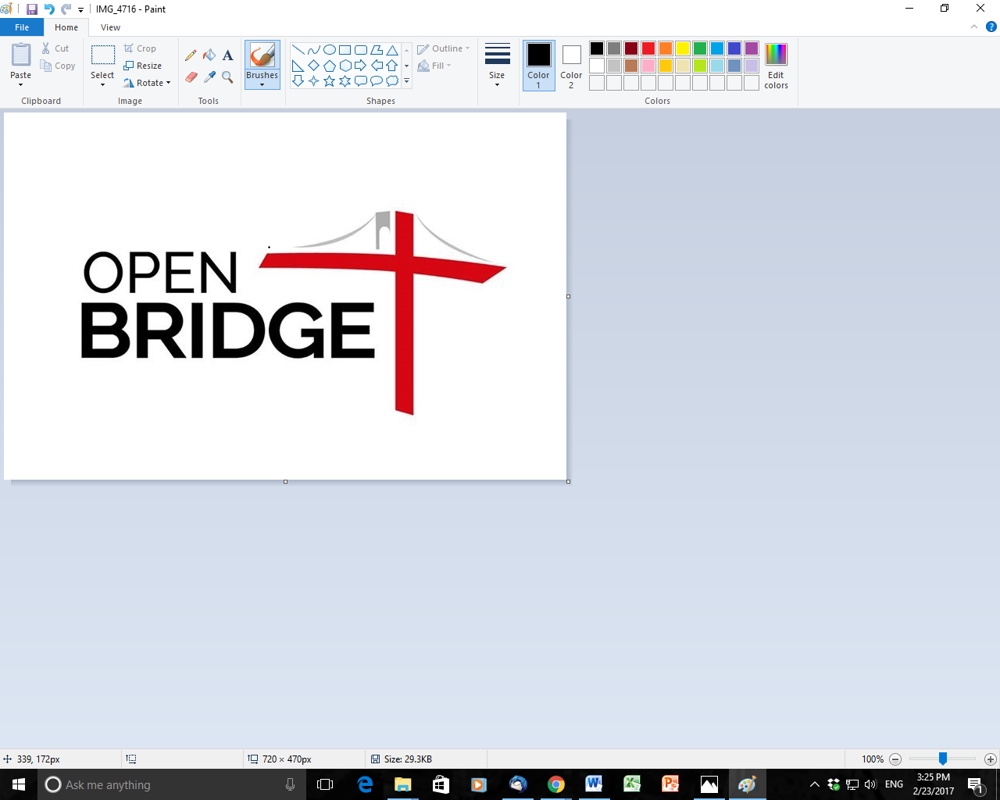 IMG_4716 - Paint
File Home View
Paste Cut Copy Clipboard
Select Crop Resize Rotate Image
A Tools
Brushes
Shapes Outline Fill
Size
Color 1 Color 2 Edit colors Colors
OPEN
BRIDGE
339, 172px 720 × 470px Size: 29.3KB 100%
Ask me anything ENG 3:25 PM
2/23/2017 1